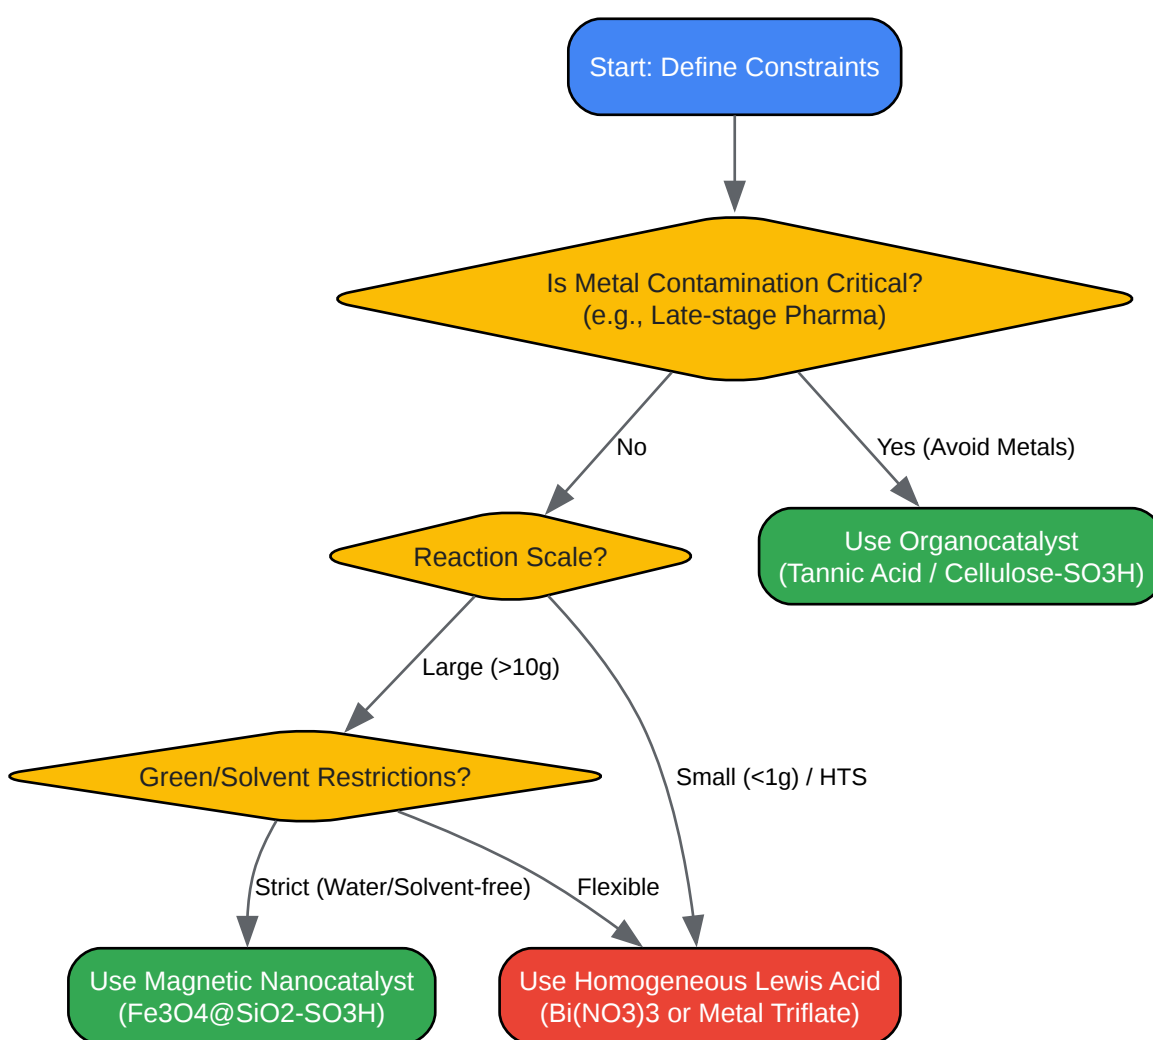 Start: Define Constraints
Is Metal Contamination Critical?
(e.g., Late-stage Pharma)
No
Yes (Avoid Metals)
Reaction Scale?
Use Organocatalyst
(Tannic Acid / Cellulose-SO3H)
Large (>10g)
Green/Solvent Restrictions?
Small (<1g) / HTS
Strict (Water/Solvent-free)
Flexible
Use Magnetic Nanocatalyst
(Fe3O4@SiO2-SO3H)
Use Homogeneous Lewis Acid
(Bi(NO3)3 or Metal Triflate)